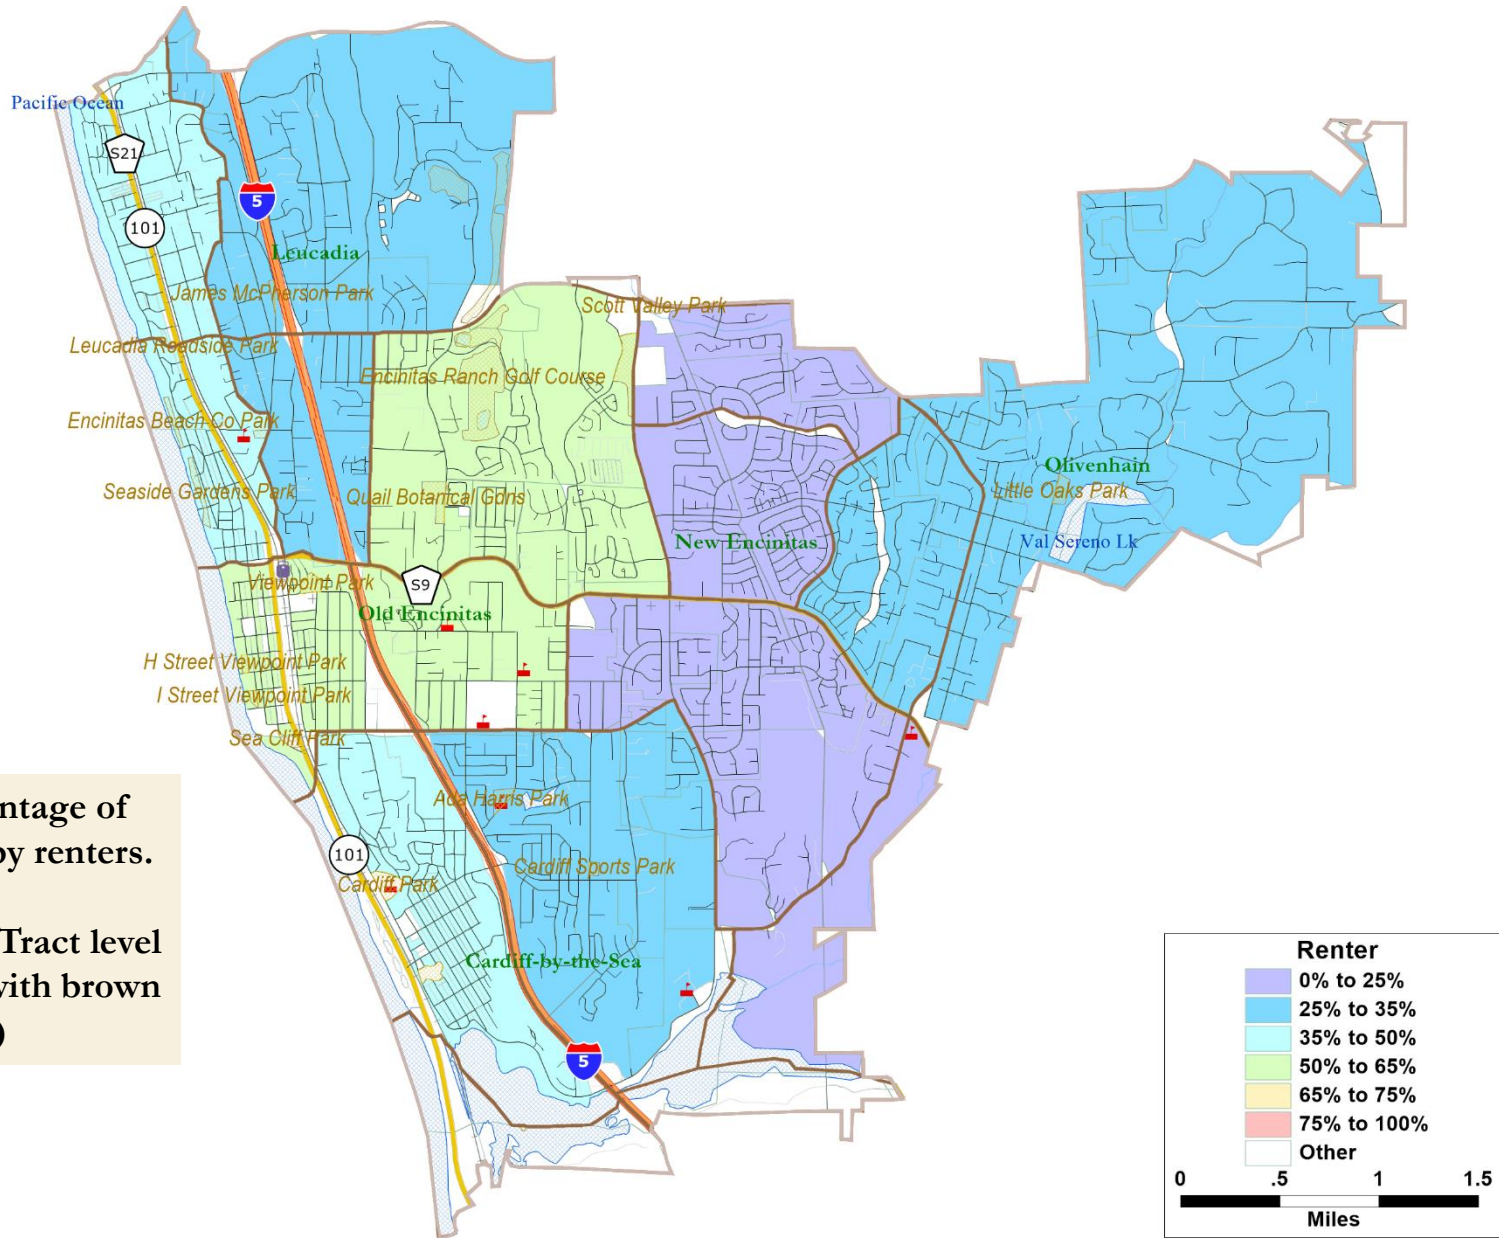 Pacific Ocean
S21
5
101
Leucadia
James McPherson Park
Scott Valley Park
Leucadia Roadside Park
Encinitas Ranch Golf Course
Encinitas Beach Co Park
Olivenhain
Seaside Gardens Park
Quail Botanical Gdns
Little Oaks Park
New Encinitas
Val Sereno Lk
Viewpoint Park
S9
Old Encinitas
H Street Viewpoint Park
I Street Viewpoint Park
Sea Cliff Park
ntage of
by renters.
Tract level
with brown
)
Ada Harris Park
101
Cardiff Sports Park
Cardiff Park
Cardiff-by-the-Sea
5
Renter
0% to 25%
25% to 35%
35% to 50%
50% to 65%
65% to 75%
75% to 100%
Other
0 .5 1 1.5
Miles